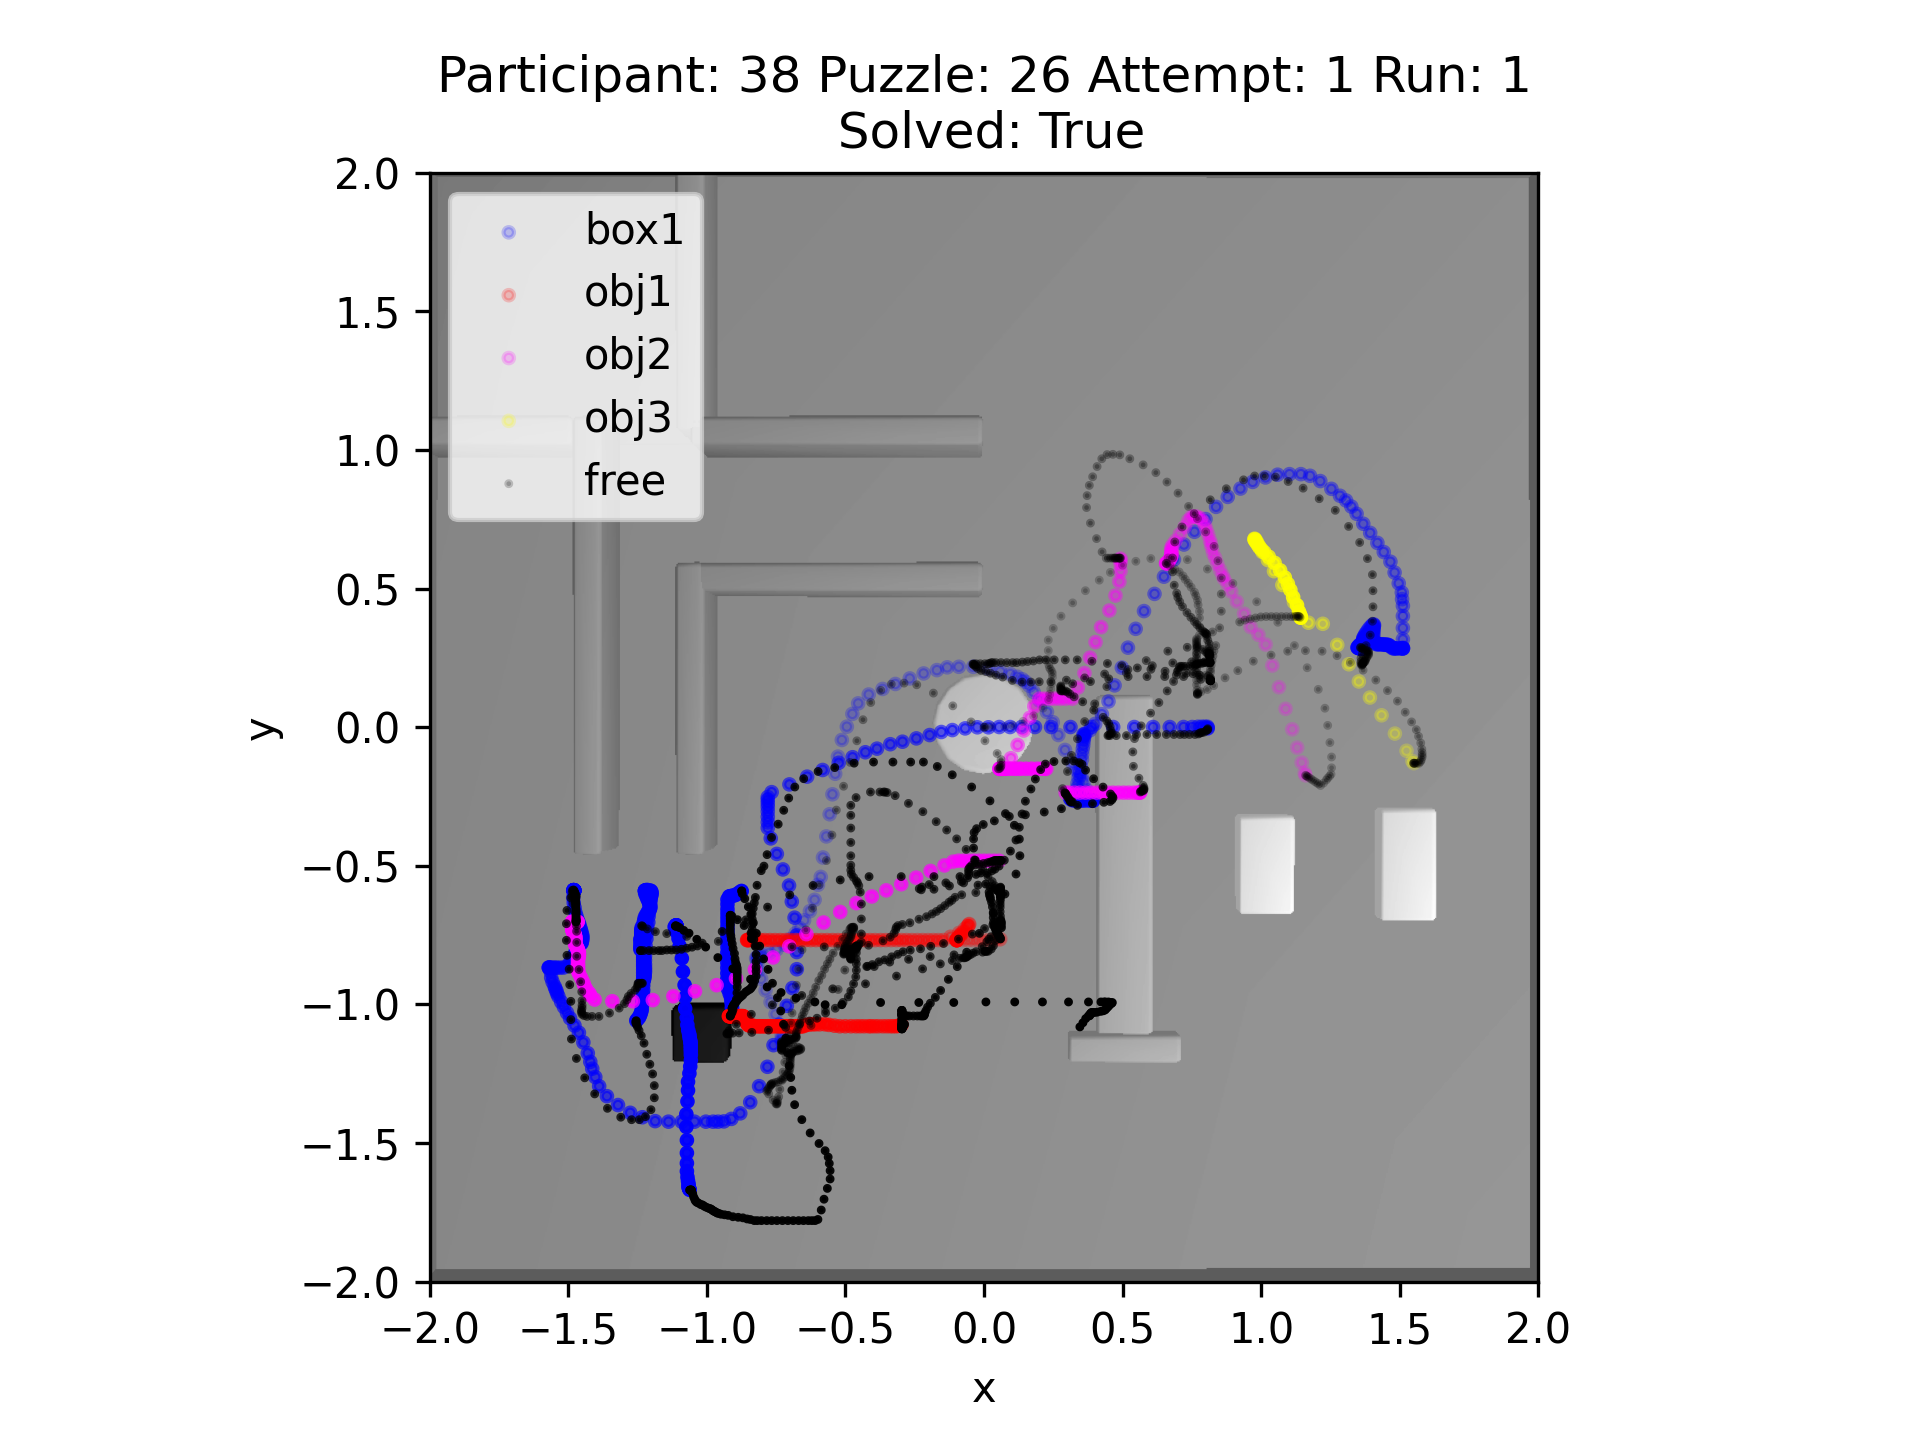 Participant: 38 Puzzle: 26 Attempt: 1 Run: 1
Solved: True
2.0
1.5
1.0
0.5
0.0
−0.5
−1.0
−1.5
−2.0
y
box1
obj1
obj2
obj3
free
−2.0 −1.5 −1.0 −0.5 0.0 0.5 1.0 1.5 2.0
x